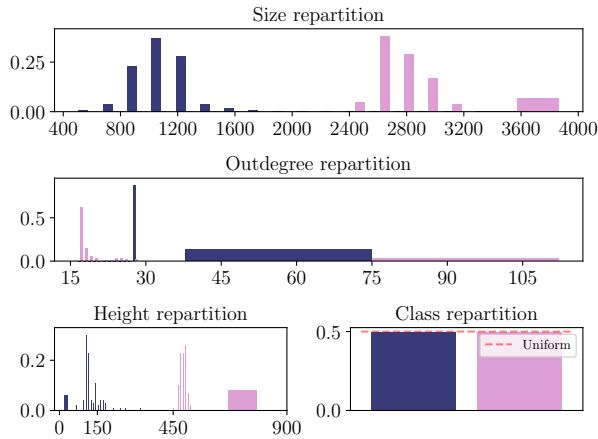 Size repartition
0.25
0.00
400 800 1200 1600 2000 2400 2800 3200 3600 4000
Outdegree repartition
0.5
0.0
15 30 45 60 75 90 105
Height repartition
0.2
0.0
0 150 450 900
Class repartition
0.5
Uniform
0.0